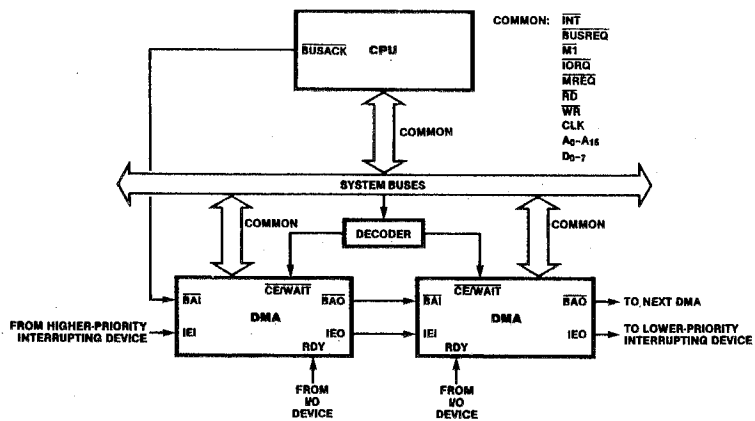 COMMON: INT
BUSREQ
M1
IORQ
MREQ
RD
WR
CLK
A0-A15
D0-7
BUSACK CPU
COMMON
SYSTEM BUSES
COMMON
DECODER
COMMON
CE/WAIT
BAI
BAO
DMA
IEI
IEO
RDY
CE/WAIT
BAI
BAO
DMA
IEI
IEO
RDY
TO NEXT DMA
FROM HIGHER-PRIORITY
INTERRUPTING DEVICE
TO LOWER-PRIORITY
INTERRUPTING DEVICE
FROM
I/O
DEVICE
FROM
I/O
DEVICE